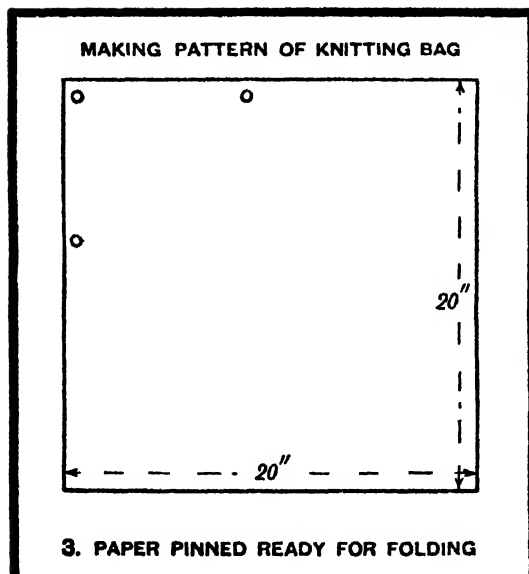 MAKING PATTERN OF KNITTING BAG
20"
20"
3. PAPER PINNED READY FOR FOLDING